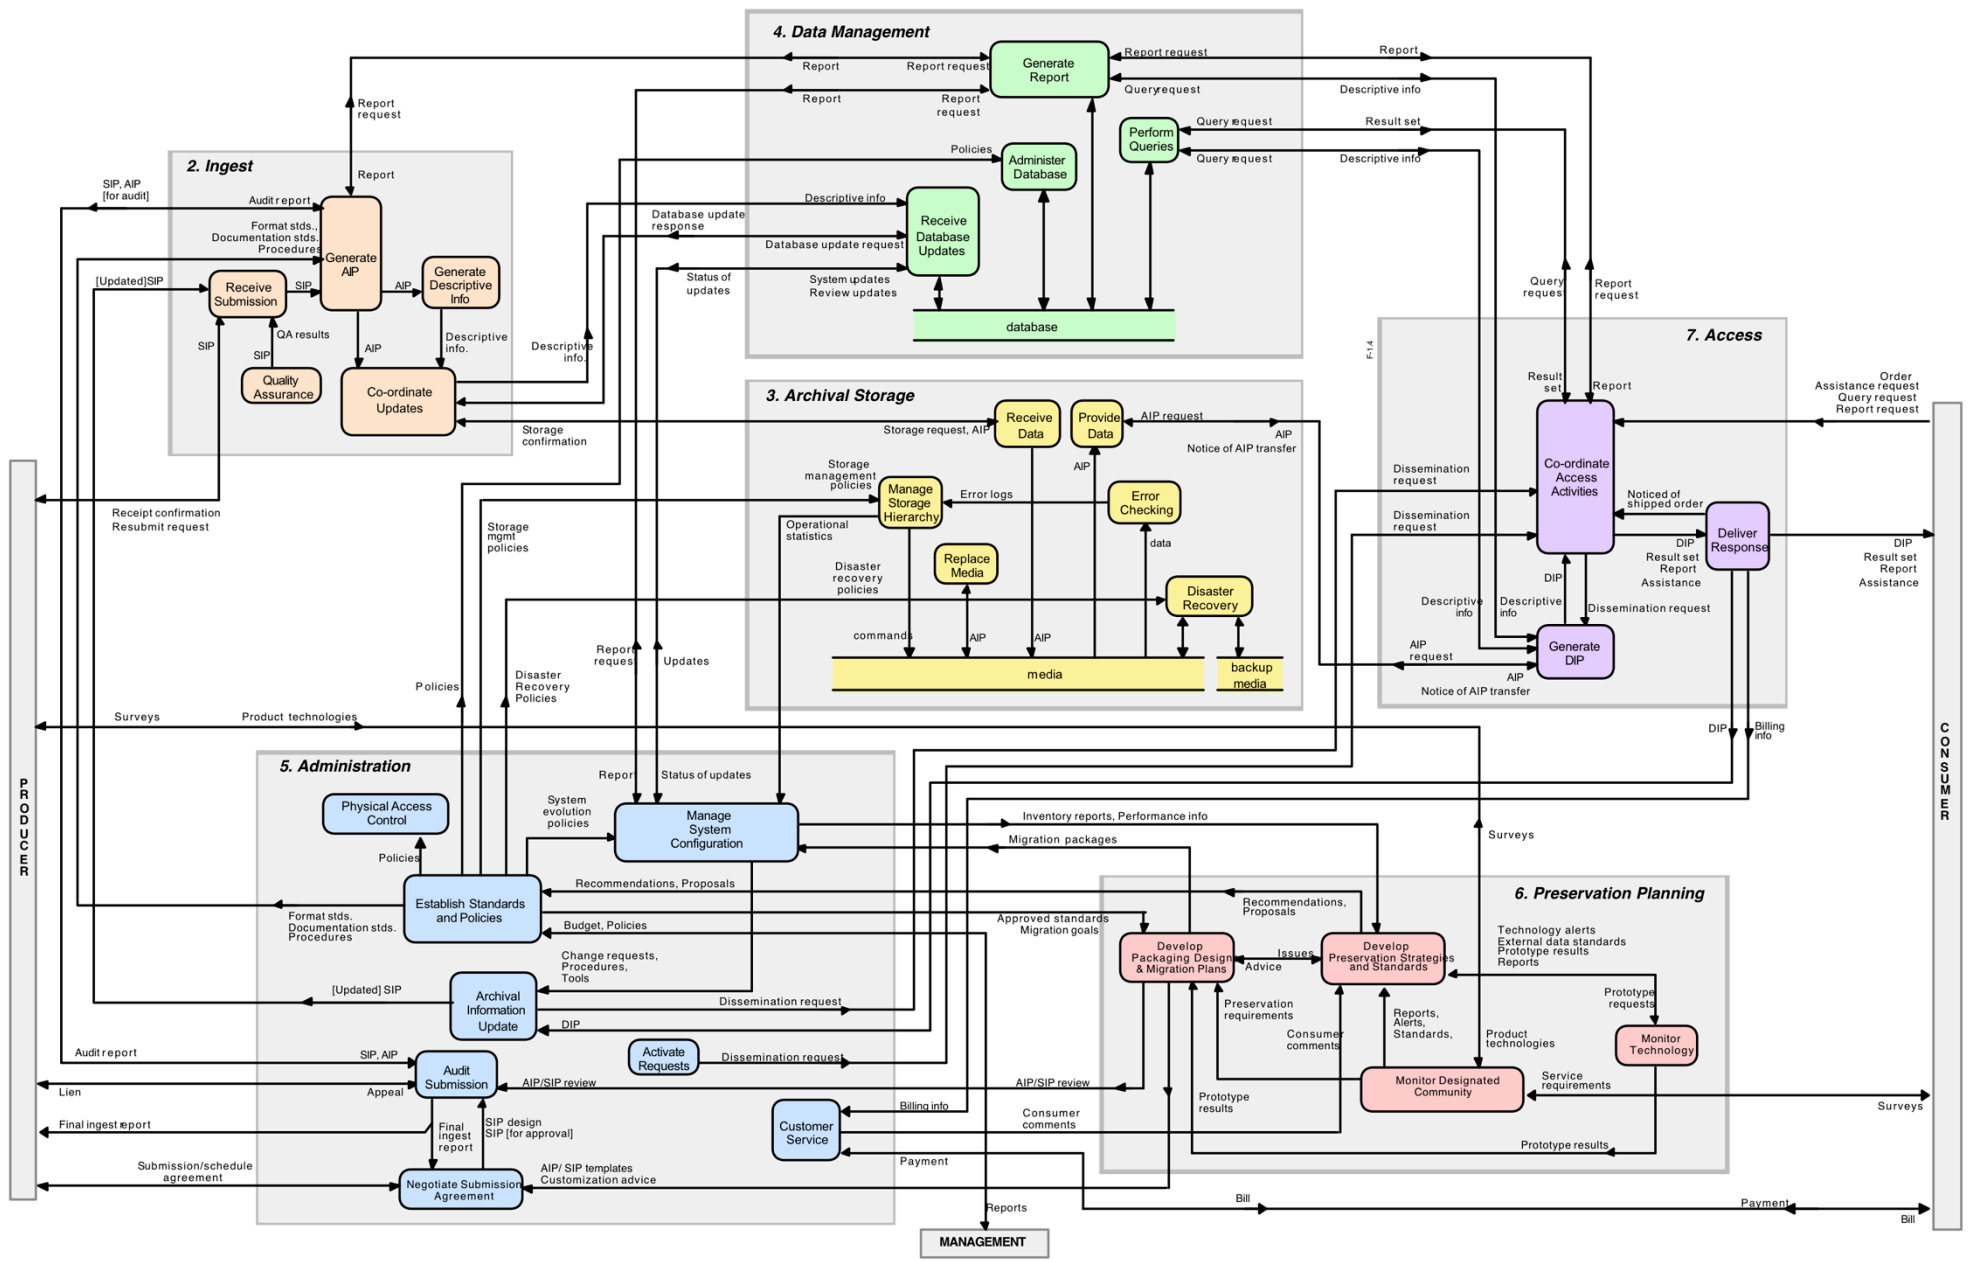 4. Data Management
Generate
Report
Report request
Report
Report
Report request
Report
Report
request
Queryrequest
Descriptive info
Report
request
Perform
Queries
Query request
Result set
Query request
Descriptive info
Policies
Administer
Database
2. Ingest
Report
SIP, AIP
[for audit]
Audit report
Format stds.,
Documentation stds.
Procedures
Generate
AIP
Descriptive info
Database update
response
Database update request
Receive
Database
Updates
Status of
updates
System updates
Review updates
database
[Updated]SIP
Receive
Submission
SIP
AIP
Generate
Descriptive
Info
SIP
QA results
SIP
AIP
Descriptive
info.
Quality
Assurance
Co-ordinate
Updates
Descriptive
info.
Storage
confirmation
Query
request
Report
request
F-1.4
7. Access
Result
set
Report
Order
Assistance request
Query request
Report request
3. Archival Storage
Receive
Data
Provide
Data
Storage request, AIP
AIP request
AIP
Notice of AIP transfer
AIP
Storage
management
policies
Manage
Storage
Hierarchy
Error logs
Error
Checking
Operational
statistics
data
Replace
Media
Disaster
recovery
policies
Disaster
Recovery
commands
AIP
AIP
media
backup
media
Dissemination
request
Dissemination
request
Co-ordinate
Access
Activities
Noticed of
shipped order
Deliver
Response
DIP
Result set
Report
Assistance
DIP
Result set
Report
Assistance
DIP
Descriptive
info
Descriptive
info
Dissemination request
AIP
request
Generate
DIP
AIP
Notice of AIP transfer
DIP
Billing
info
Receipt confirmation
Resubmit request
Storage
mgmt
policies
Report
request
Updates
Policies
Disaster
Recovery
Policies
Surveys
Product technologies
PRODUCER
CONSUMER
5. Administration
Report
Status of updates
Physical Access
Control
System
evolution
policies
Manage
System
Configuration
Inventory reports, Performance info
Migration packages
Surveys
Policies
Establish Standards
and Policies
Recommendations, Proposals
Budget, Policies
Format stds.
Documentation stds.
Procedures
Change requests,
Procedures,
Tools
Approved standards
Migration goals
Recommendations,
Proposals
6. Preservation Planning
Develop
Packaging Design
& Migration Plans
Issues
Advice
Develop
Preservation Strategies
and Standards
Technology alerts
External data standards
Prototype results
Reports
Prototype
requests
[Updated] SIP
Archival
Information
Update
Dissemination request
DIP
Preservation
requirements
Consumer
comments
Reports,
Alerts,
Standards,
Product
technologies
Monitor
Technology
Audit report
SIP, AIP
Audit
Submission
Activate
Requests
Dissemination request
Lien
Appeal
AIP/SIP review
AIP/SIP review
Prototype
results
Monitor Designated
Community
Service
requirements
Surveys
Final ingest report
Final
ingest
report
SIP design
SIP [for approval]
Customer
Service
Billing info
Consumer
comments
Payment
Prototype results
Submission/schedule
agreement
Negotiate Submission
Agreement
AIP/ SIP templates
Customization advice
Reports
Bill
Payment
Bill
MANAGEMENT